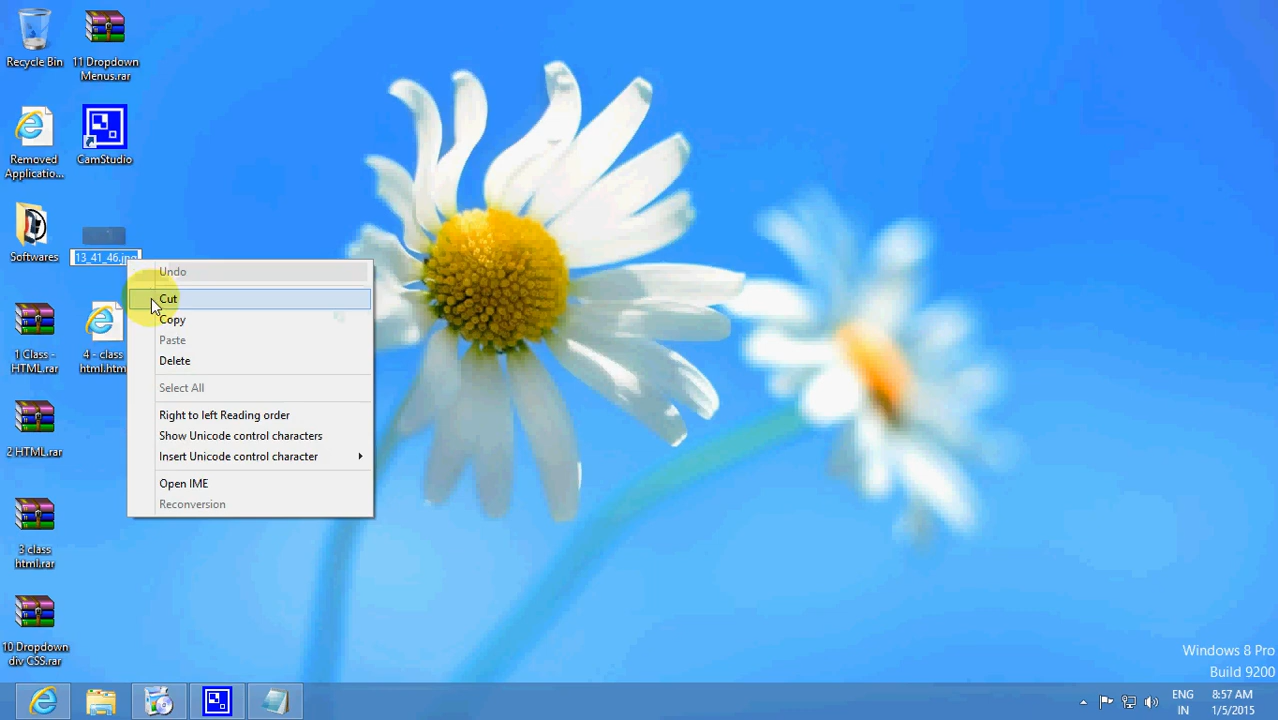 Recycle Bin
11 Dropdown
Menus.rar
Removed
Applicatio...
CamStudio
Softwares
13_41_46.jpg
1 Class -
HTML.rar
4 - class
html.htm
2 HTML.rar
3 class
html.rar
10 Dropdown
div CSS.rar
Undo
Cut
Copy
Paste
Delete
Select All
Right to left Reading order
Show Unicode control characters
Insert Unicode control character
Open IME
Reconversion
Windows 8 Pro
Build 9200
ENG
IN
8:57 AM
1/5/2015